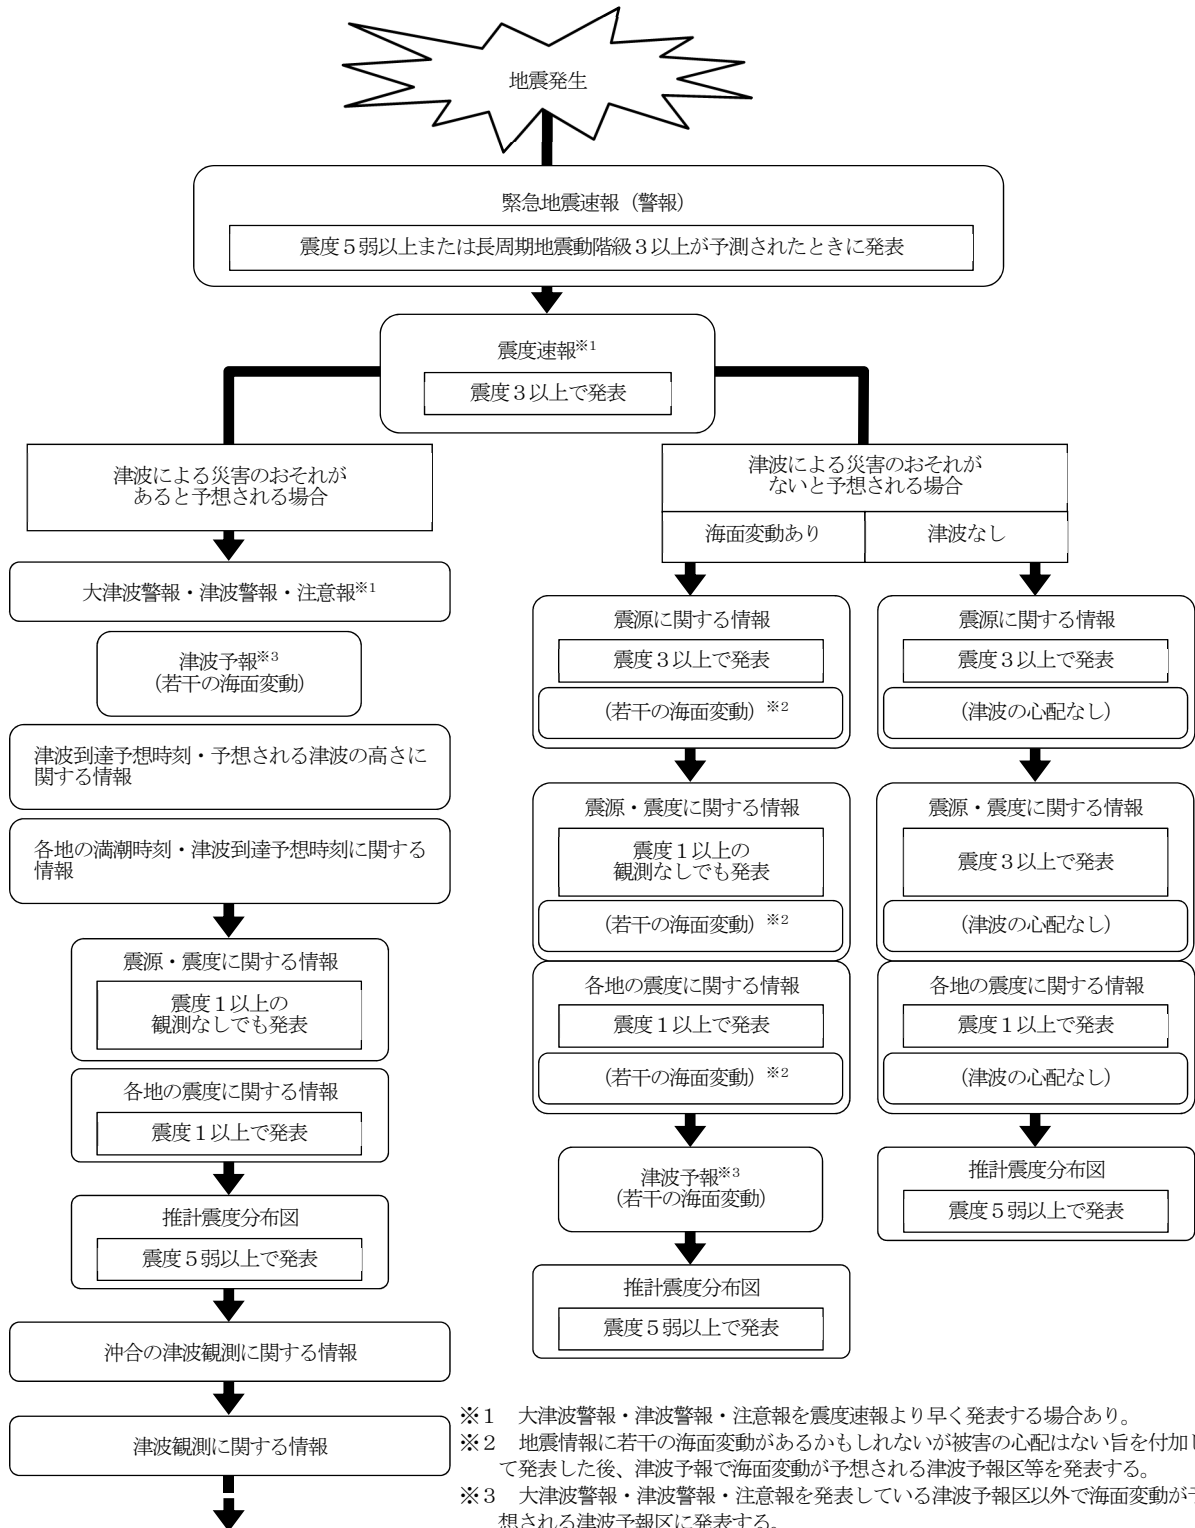 地震発生
緊急地震速報（警報）
震度５弱以上または長周期地震動階級３以上が予測されたときに発表
震度速報※1
震度３以上で発表
津波による災害のおそれが
あると予想される場合
大津波警報・津波警報・注意報※1
津波予報※3
(若干の海面変動)
津波到達予想時刻・予想される津波の高さに
関する情報
各地の満潮時刻・津波到達予想時刻に関する
情報
震源・震度に関する情報
震度１以上の
観測なしでも発表
各地の震度に関する情報
震度１以上で発表
推計震度分布図
震度５弱以上で発表
沖合の津波観測に関する情報
津波観測に関する情報
津波による災害のおそれが
ないと予想される場合
海面変動あり
震源に関する情報
震度３以上で発表
(若干の海面変動) ※2
震源・震度に関する情報
震度１以上の
観測なしでも発表
(若干の海面変動) ※2
各地の震度に関する情報
震度１以上で発表
(若干の海面変動) ※2
津波予報※3
(若干の海面変動)
推計震度分布図
震度５弱以上で発表
津波なし
震源に関する情報
震度３以上で発表
(津波の心配なし)
震源・震度に関する情報
震度３以上で発表
(津波の心配なし)
各地の震度に関する情報
震度１以上で発表
(津波の心配なし)
推計震度分布図
震度５弱以上で発表
※１　大津波警報・津波警報・注意報を震度速報より早く発表する場合あり。
※２　地震情報に若干の海面変動があるかもしれないが被害の心配はない旨を付加し
て発表した後、津波予報で海面変動が予想される津波予報区等を発表する。
※３　大津波警報・津波警報・注意報を発表している津波予報区以外で海面変動が予
想される津波予報区に発表する。